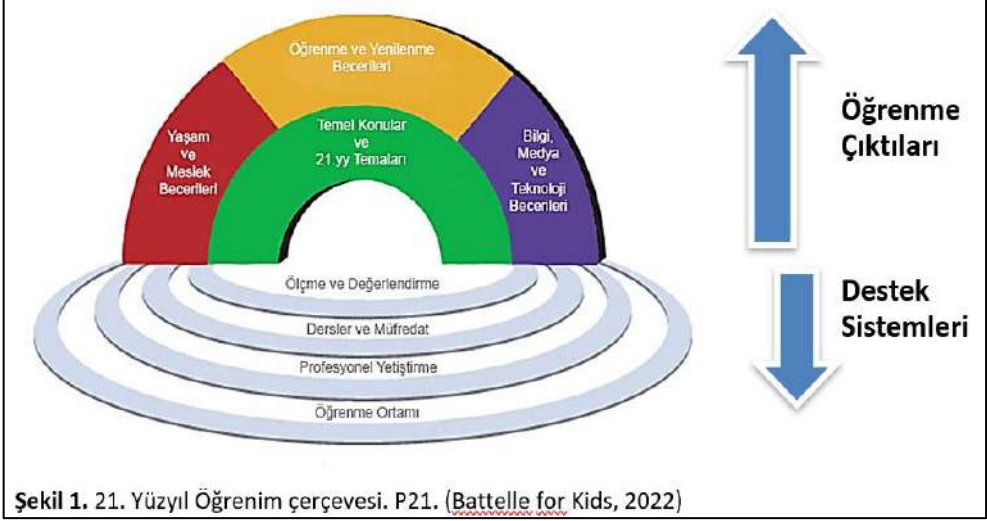 Öğrenme ve Yenilenme
Becerileri
Yaşam
ve
Meslek
Becerileri
Temel Konular
ve
21.yy Temaları
Bilgi,
Medya
ve
Teknoloji
Becerileri
Öğrenme
Çıktıları
Ölçme ve Değerlendirme
Dersler ve Müfredat
Profesyonel Yetiştirme
Öğrenme Ortamı
Destek
Sistemleri
Şekil 1. 21. Yüzyıl Öğrenim çerçevesi. P21. (Battelle for Kids, 2022)